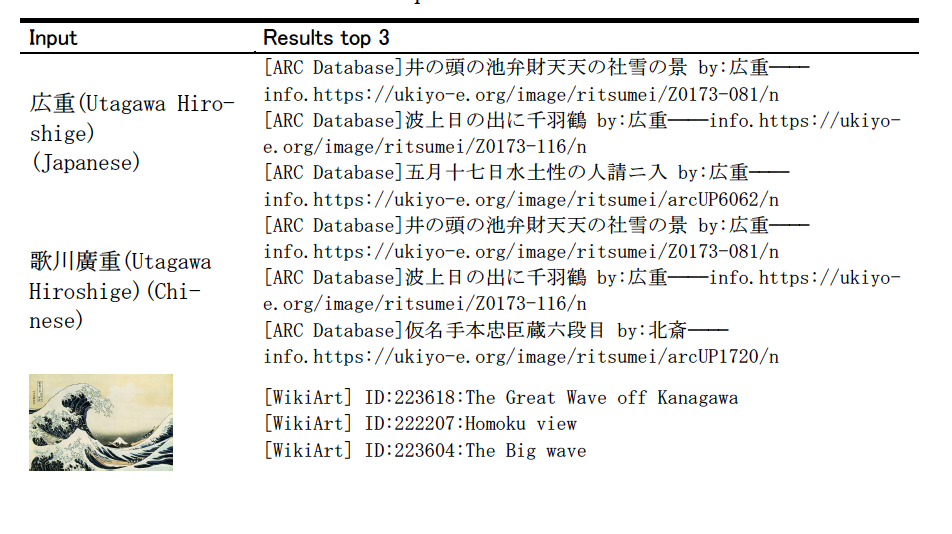 Input Results top 3
広重(Utagawa Hiro-
shige)
(Japanese)
[ARC Database]井の頭の池弁財天天の社雪の景 by:広重――
info.https://ukiyo-e.org/image/ritsumei/Z0173-081/n
[ARC Database]波上日の出に千羽鶴 by:広重――info.https://ukiyo-
e.org/image/ritsumei/Z0173-116/n
[ARC Database]五月十七日水土性の人請ニ入 by:広重――
info.https://ukiyo-e.org/image/ritsumei/arcUP6062/n
歌川廣重(Utagawa
Hiroshige)(Chi-
nese)
[ARC Database]井の頭の池弁財天天の社雪の景 by:広重――
info.https://ukiyo-e.org/image/ritsumei/Z0173-081/n
[ARC Database]波上日の出に千羽鶴 by:広重――info.https://ukiyo-
e.org/image/ritsumei/Z0173-116/n
[ARC Database]仮名手本忠臣蔵六段目 by:北斎――
info.https://ukiyo-e.org/image/ritsumei/arcUP1720/n
[WikiArt] ID:223618:The Great Wave off Kanagawa
[WikiArt] ID:222207:Homoku view
[WikiArt] ID:223604:The Big wave